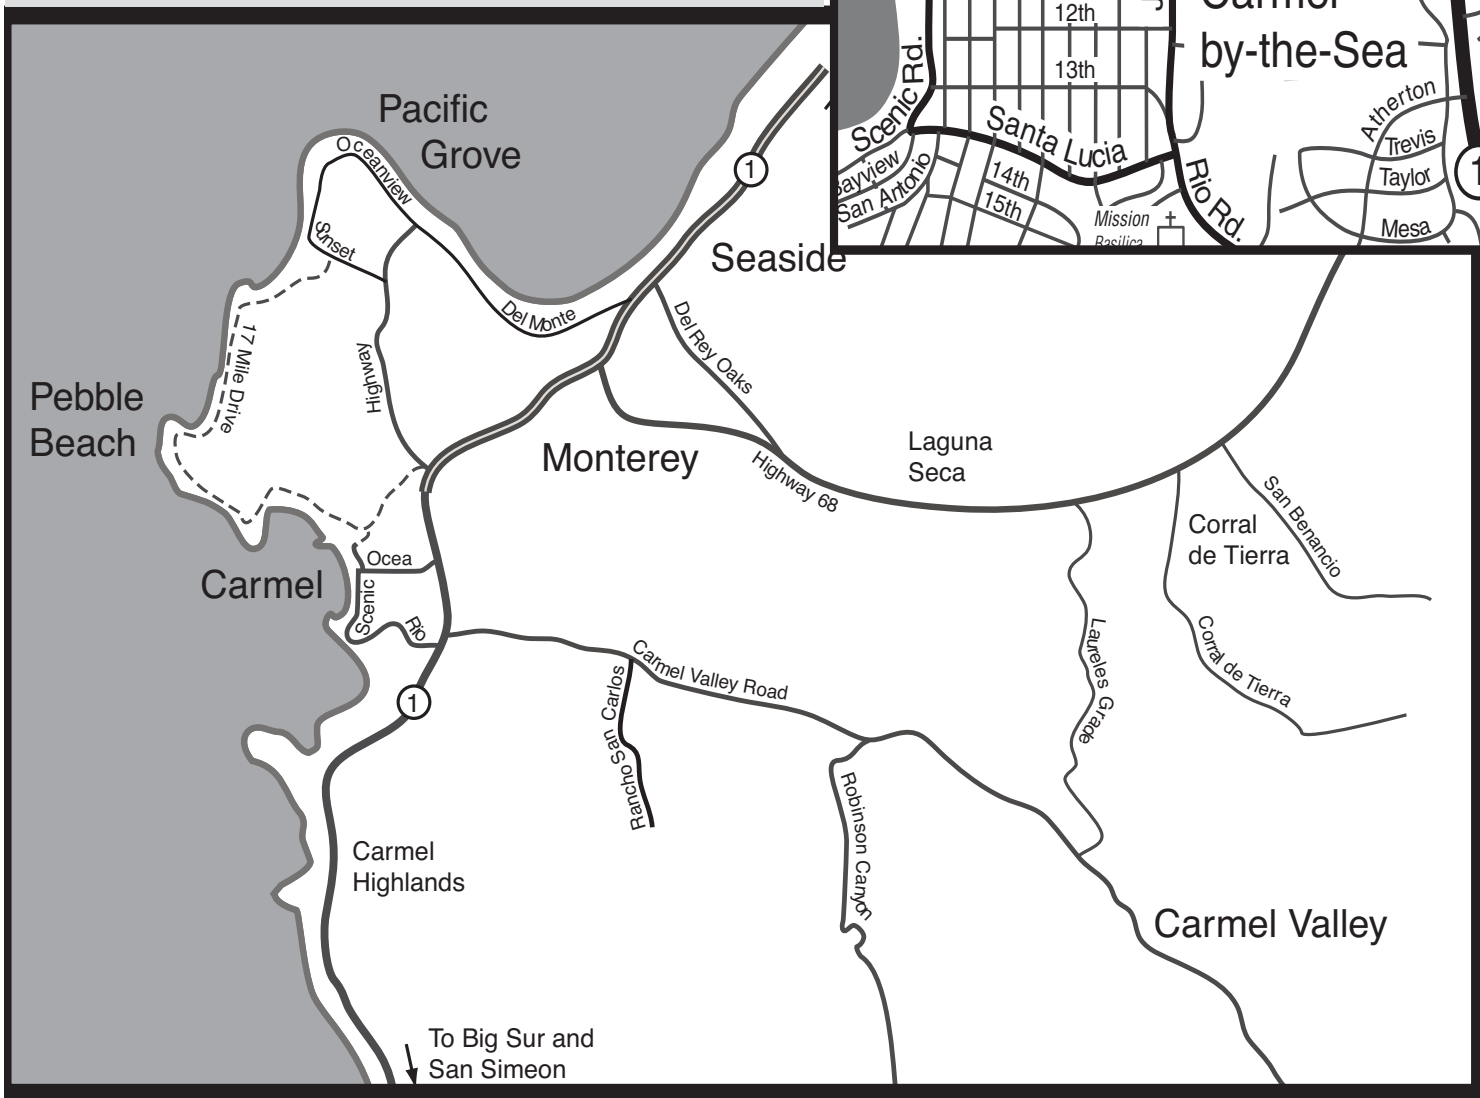 12th
Carmel
by-the-Sea
13th
Scenic Rd.
Santa Lucia
Atherton
Trevis
Taylor
Mesa
Bayview
San Antonio
14th
15th
Rio Rd.
Mission
Basilica
1
Pacific
Grove
Oceanview
Sunset
1
Seaside
Del Monte
Del Rey Oaks
17 Mile Drive
Highway
Pebble
Beach
Monterey
Highway 68
Laguna
Seca
San Benancio
Corral
de Tierra
Corral de Tierra
Carmel
Ocea
Scenic
Rio
Carmel Valley Road
Rancho San Carlos
Laureles Grade
1
Robinson Canyon
Carmel
Highlands
Carmel Valley
To Big Sur and
San Simeon